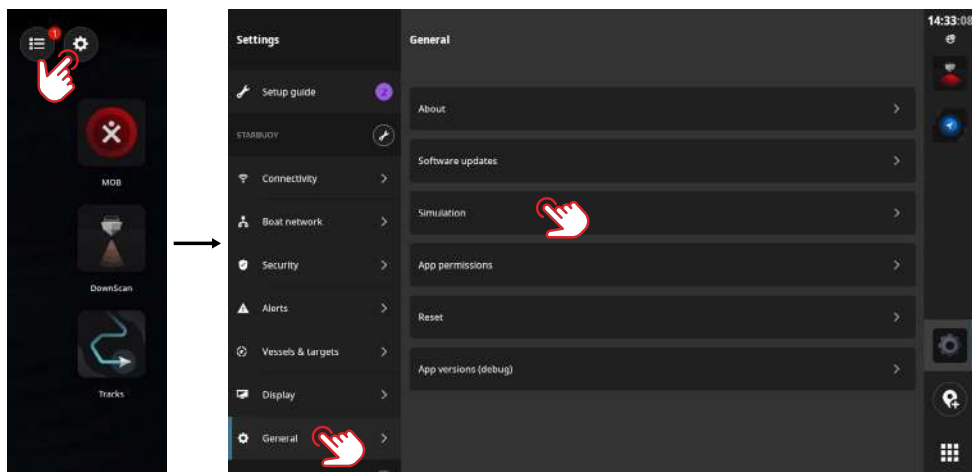 1
MOB
DownScan
Tracks
Settings
Setup guide
STARBUOY
Connectivity
Boat network
Security
Alerts
Vessels & targets
Display
General
General
About
Software updates
Simulation
App permissions
Reset
App versions (debug)
14:33:08